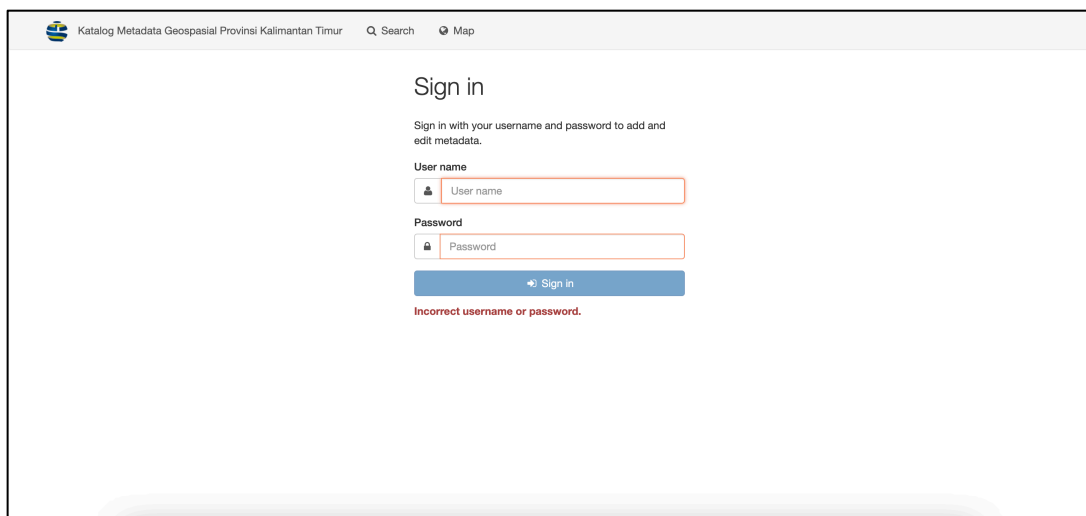 Katalog Metadata Geospasial Provinsi Kalimantan Timur Search Map
Sign in
Sign in with your username and password to add and
edit metadata.
User name
User name
Password
Password
Sign in
Incorrect username or password.